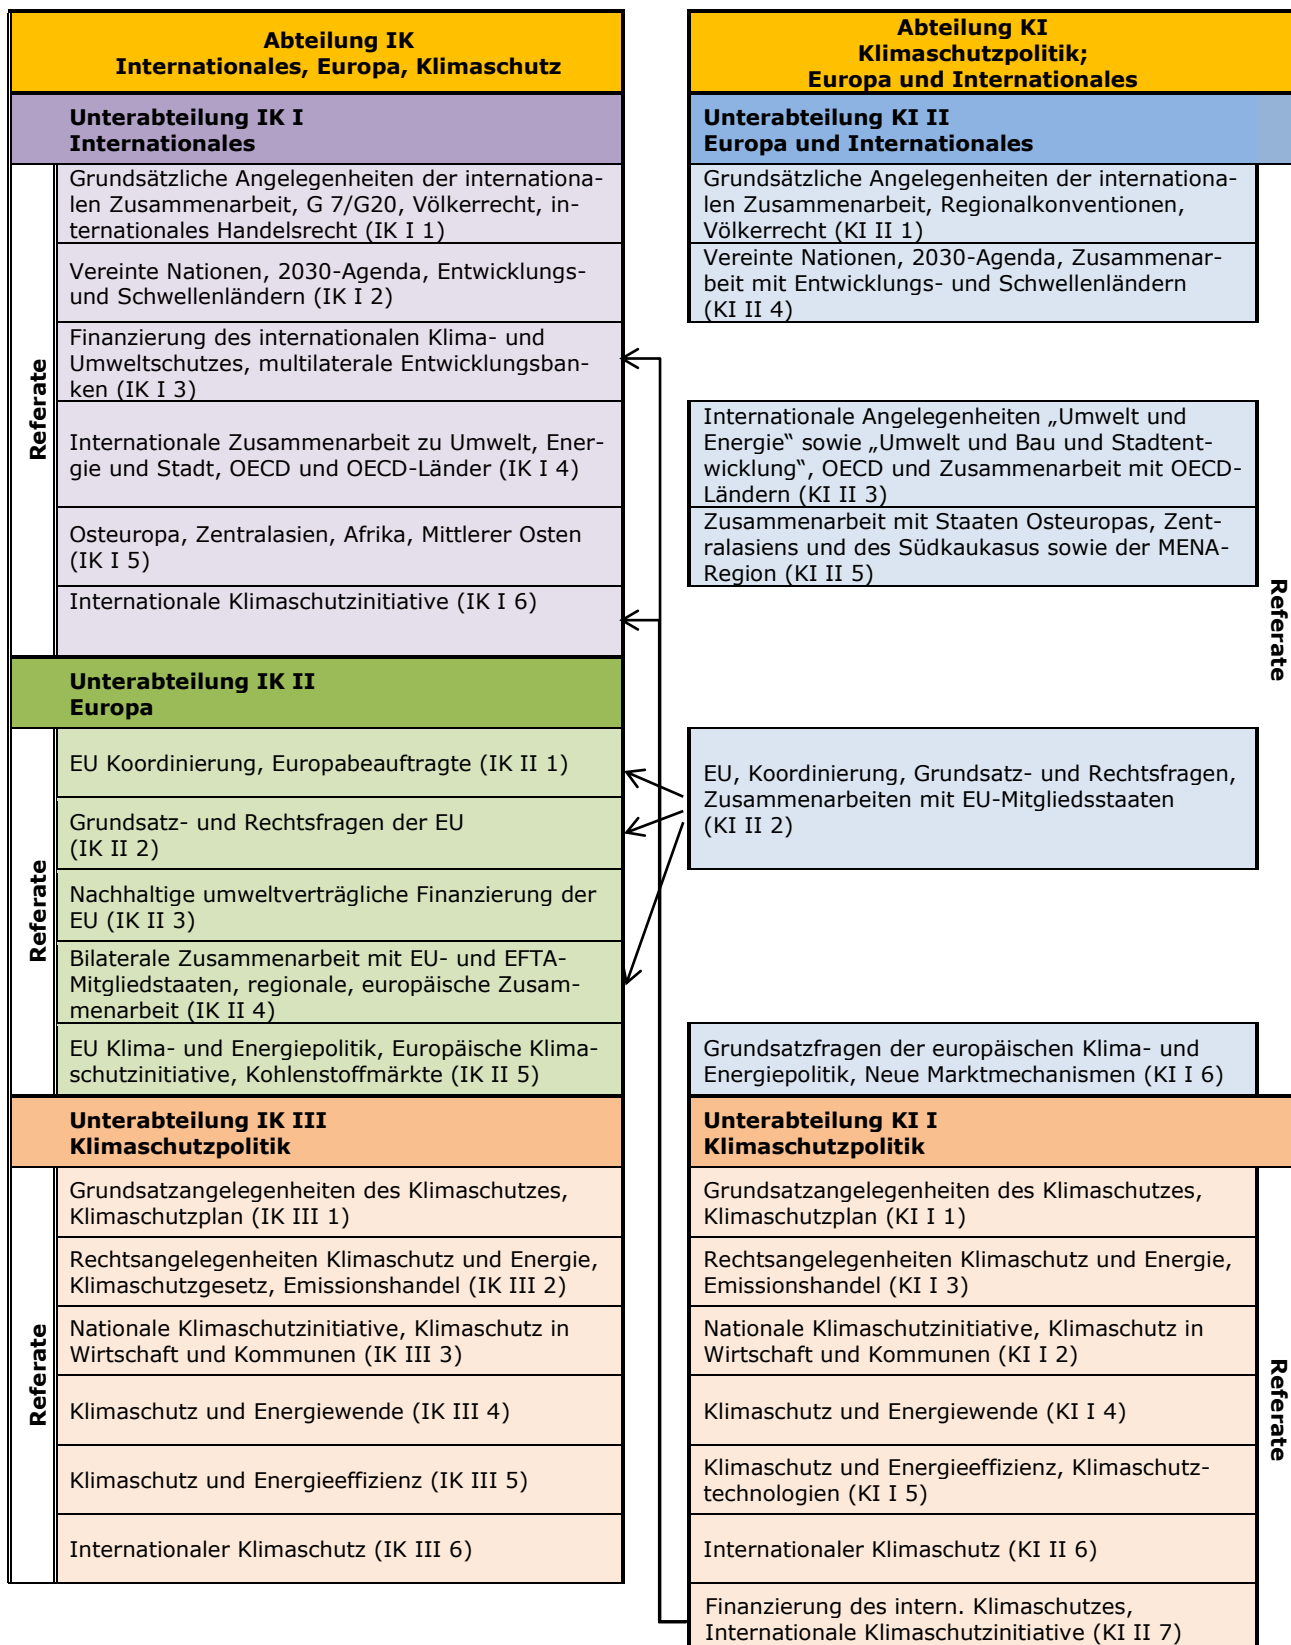 Abteilung IK
Internationales, Europa, Klimaschutz
Unterabteilung IK I
Internationales
Referate
Grundsätzliche Angelegenheiten der internationa-
len Zusammenarbeit, G 7/G20, Völkerrecht, in-
ternationales Handelsrecht (IK I 1)
Vereinte Nationen, 2030-Agenda, Entwicklungs-
und Schwellenländern (IK I 2)
Finanzierung des internationalen Klima- und
Umweltschutzes, multilaterale Entwicklungsban-
ken (IK I 3)
Internationale Zusammenarbeit zu Umwelt, Ener-
gie und Stadt, OECD und OECD-Länder (IK I 4)
Osteuropa, Zentralasien, Afrika, Mittlerer Osten
(IK I 5)
Internationale Klimaschutzinitiative (IK I 6)
Unterabteilung IK II
Europa
Referate
EU Koordinierung, Europabeauftragte (IK II 1)
Grundsatz- und Rechtsfragen der EU
(IK II 2)
Nachhaltige umweltverträgliche Finanzierung der
EU (IK II 3)
Bilaterale Zusammenarbeit mit EU- und EFTA-
Mitgliedstaaten, regionale, europäische Zusam-
menarbeit (IK II 4)
EU Klima- und Energiepolitik, Europäische Klima-
schutzinitiative, Kohlenstoffmärkte (IK II 5)
Unterabteilung IK III
Klimaschutzpolitik
Referate
Grundsatzangelegenheiten des Klimaschutzes,
Klimaschutzplan (IK III 1)
Rechtsangelegenheiten Klimaschutz und Energie,
Klimaschutzgesetz, Emissionshandel (IK III 2)
Nationale Klimaschutzinitiative, Klimaschutz in
Wirtschaft und Kommunen (IK III 3)
Klimaschutz und Energiewende (IK III 4)
Klimaschutz und Energieeffizienz (IK III 5)
Internationaler Klimaschutz (IK III 6)
Abteilung KI
Klimaschutzpolitik;
Europa und Internationales
Unterabteilung KI II
Europa und Internationales
Grundsätzliche Angelegenheiten der internationa-
len Zusammenarbeit, Regionalkonventionen,
Völkerrecht (KI II 1)
Vereinte Nationen, 2030-Agenda, Zusammenar-
beit mit Entwicklungs- und Schwellenländern
(KI II 4)
Internationale Angelegenheiten „Umwelt und
Energie“ sowie „Umwelt und Bau und Stadtent-
wicklung“, OECD und Zusammenarbeit mit OECD-
Ländern (KI II 3)
Zusammenarbeit mit Staaten Osteuropas, Zent-
ralasiens und des Südkaukasus sowie der MENA-
Region (KI II 5)
Referate
EU, Koordinierung, Grundsatz- und Rechtsfragen,
Zusammenarbeiten mit EU-Mitgliedsstaaten
(KI II 2)
Grundsatzfragen der europäischen Klima- und
Energiepolitik, Neue Marktmechanismen (KI I 6)
Unterabteilung KI I
Klimaschutzpolitik
Grundsatzangelegenheiten des Klimaschutzes,
Klimaschutzplan (KI I 1)
Rechtsangelegenheiten Klimaschutz und Energie,
Emissionshandel (KI I 3)
Nationale Klimaschutzinitiative, Klimaschutz in
Wirtschaft und Kommunen (KI I 2)
Klimaschutz und Energiewende (KI I 4)
Klimaschutz und Energieeffizienz, Klimaschutz-
technologien (KI I 5)
Internationaler Klimaschutz (KI II 6)
Finanzierung des intern. Klimaschutzes,
Internationale Klimaschutzinitiative (KI II 7)
Referate